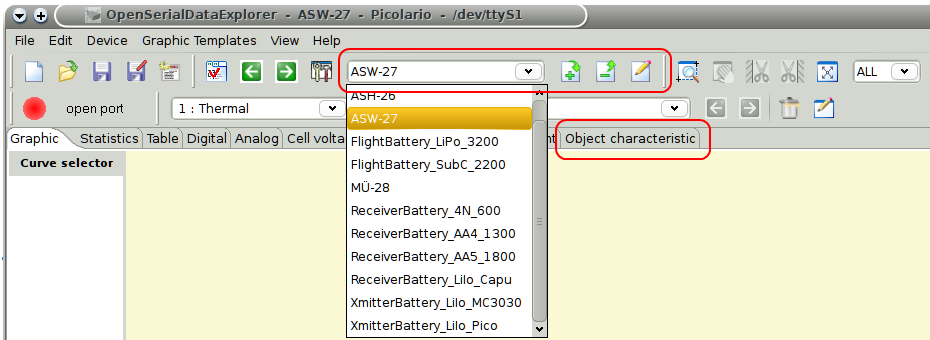 OpenSerialDataExplorer - ASW-27 - Picolario - /dev/ttyS1
File Edit Device Graphic Templates View Help
ASW-27 ALL
open port 1 : Thermal
Graphic Statistics Table Digital Analog Cell Object characteristic
Curve selector
ASH-26
ASW-27
FlightBattery_LiPo_3200
FlightBattery_SubC_2200
MÜ-28
ReceiverBattery_4N_600
ReceiverBattery_AA4_1300
ReceiverBattery_AA5_1800
ReceiverBattery_LiIo_Capu
XmitterBattery_LiIo_MC3030
XmitterBattery_LiIo_Pico